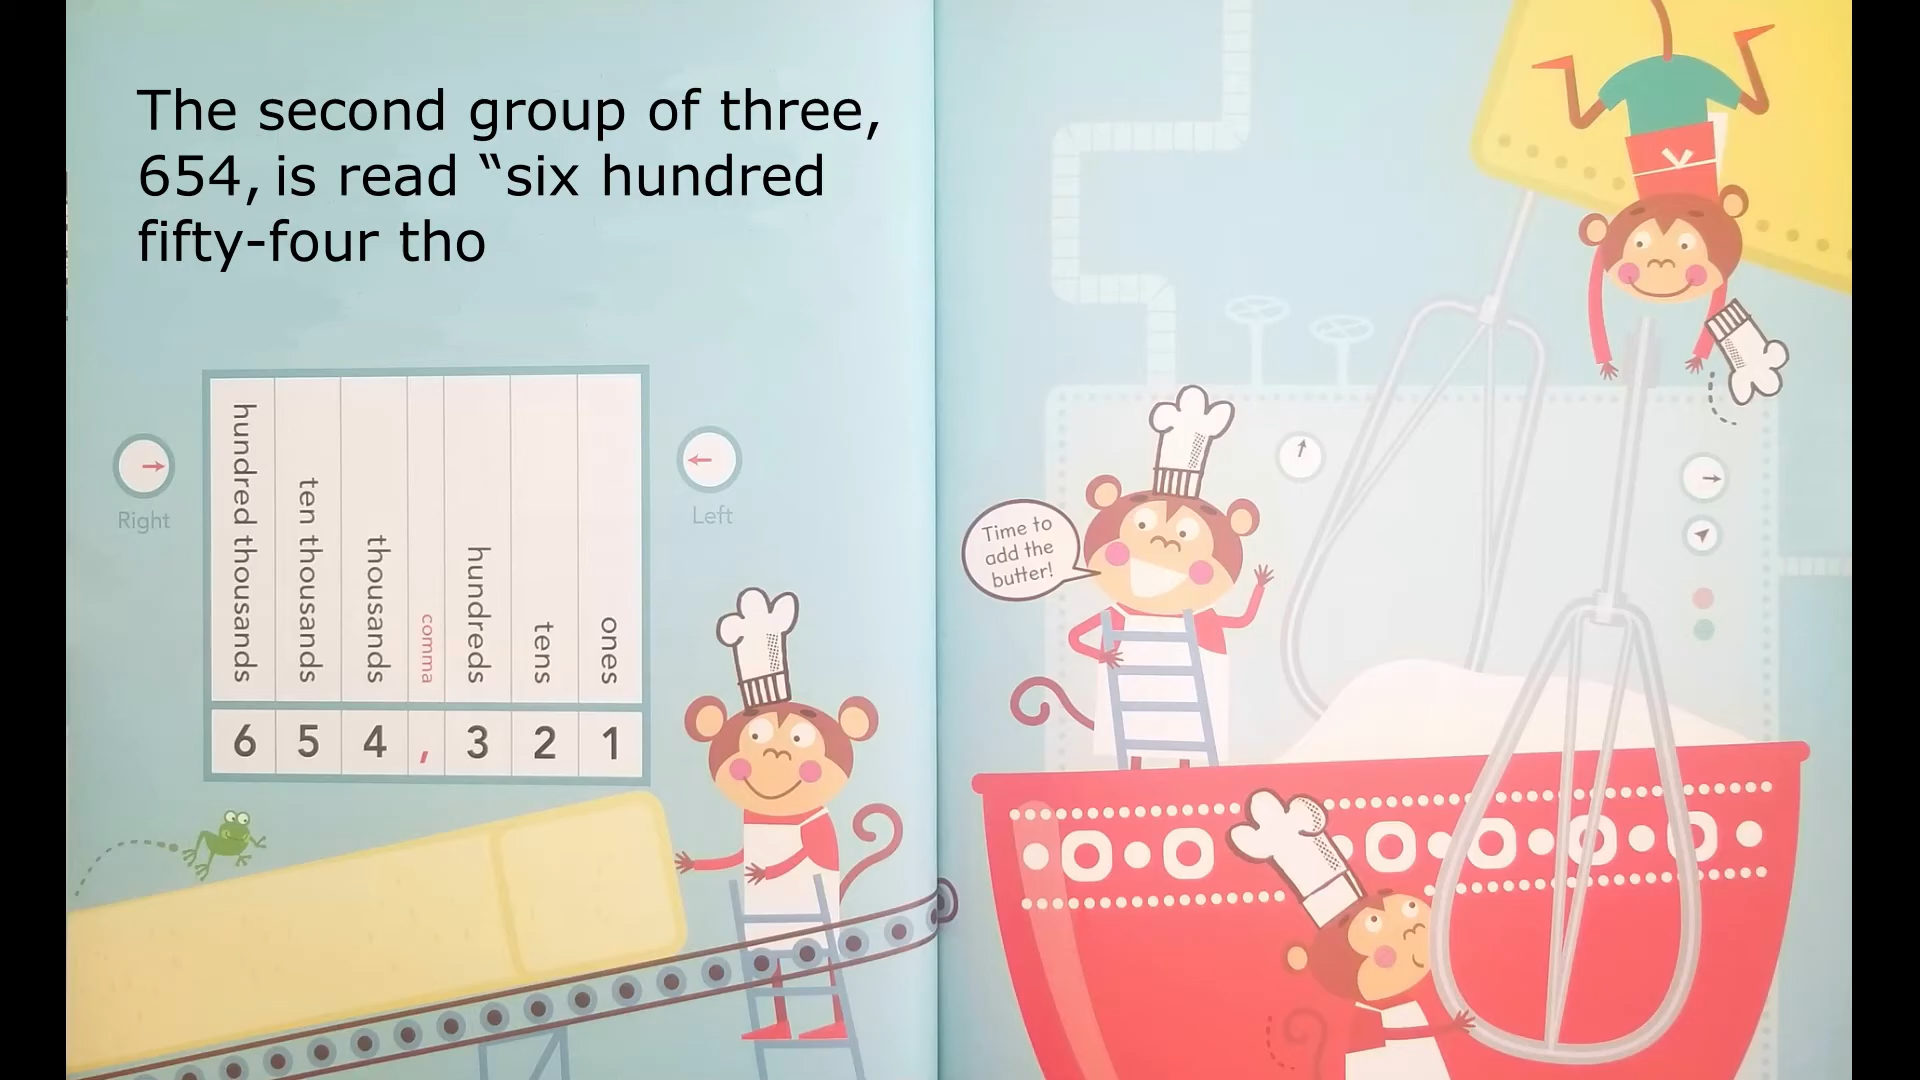 The second group of three,
654, is read “six hundred
fifty-four tho
Right
Left
hundred thousands
ten thousands
thousands
comma
hundreds
tens
ones
6 5 4 , 3 2 1
Time to
add the
butter!